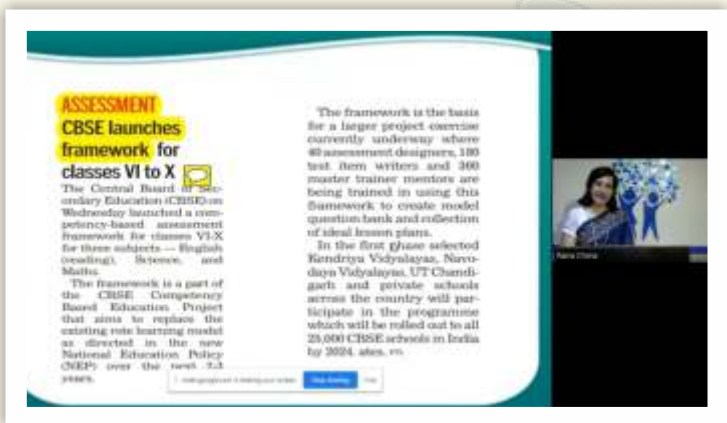 ASSESSMENT
CBSE launches
framework for
classes VI to X
The Central Board of Sec-
ondary Education (CBSE) on
Wednesday launched a com-
petency-based assessment
framework for classes VI-X
for three subjects — English
(reading), Science, and
Maths.
The framework is a part of
the CBSE Competency
Based Education Project
that aims to replace the
existing rote learning model
as directed in the new
National Education Policy
(NEP) over the next 2-3
years.
The framework is the basis
for a larger project exercise
currently underway where
40 assessment designers, 180
test item writers and 360
master trainer mentors are
being trained in using this
framework to create model
question bank and collection
of ideal lesson plans.
In the first phase selected
Kendriya Vidyalayas, Navo-
daya Vidyalayas, UT Chandi-
garh and private schools
across the country will par-
ticipate in the programme
which will be rolled out to all
25,000 CBSE schools in India
by 2024.
is sharing your screen.
Stop sharing
Hide